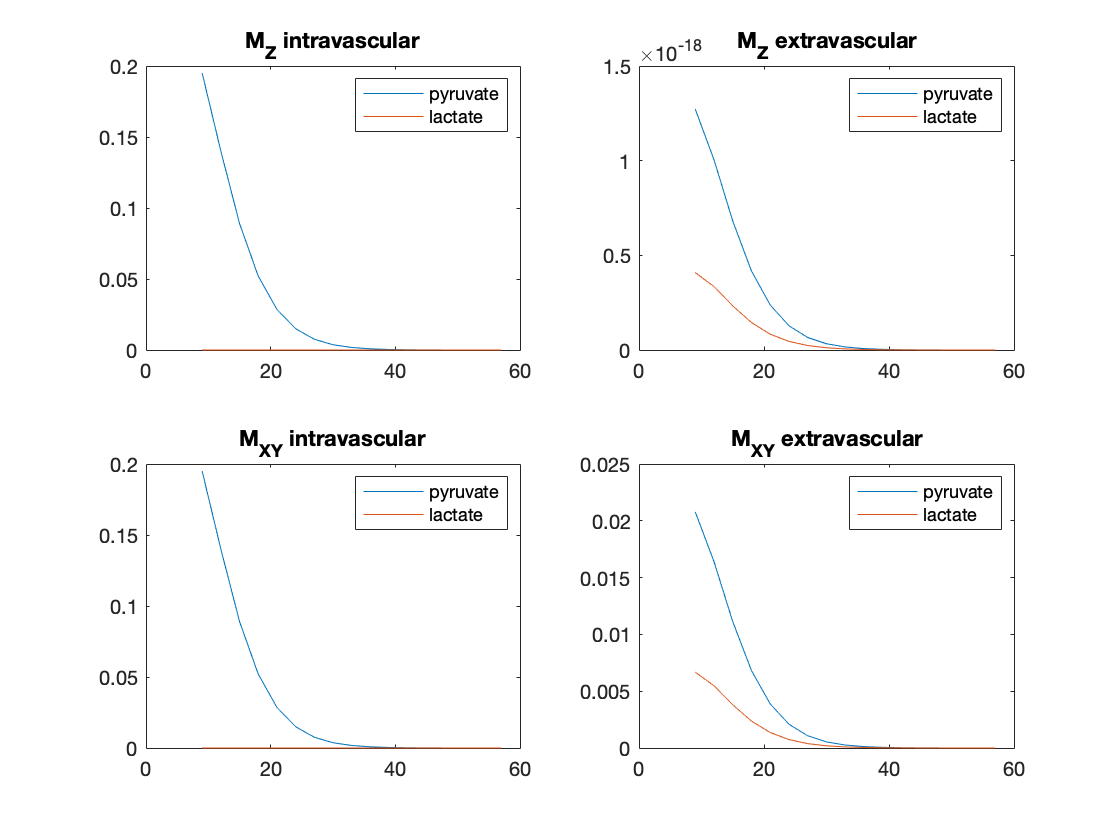 M_Z intravascular
0.2
0.15
0.1
0.05
0
0 20 40 60
pyruvate
lactate
M_Z extravascular
×10^-18
1.5
1
0.5
0
0 20 40 60
pyruvate
lactate
M_XY intravascular
0.2
0.15
0.1
0.05
0
0 20 40 60
pyruvate
lactate
M_XY extravascular
0.025
0.02
0.015
0.01
0.005
0
0 20 40 60
pyruvate
lactate